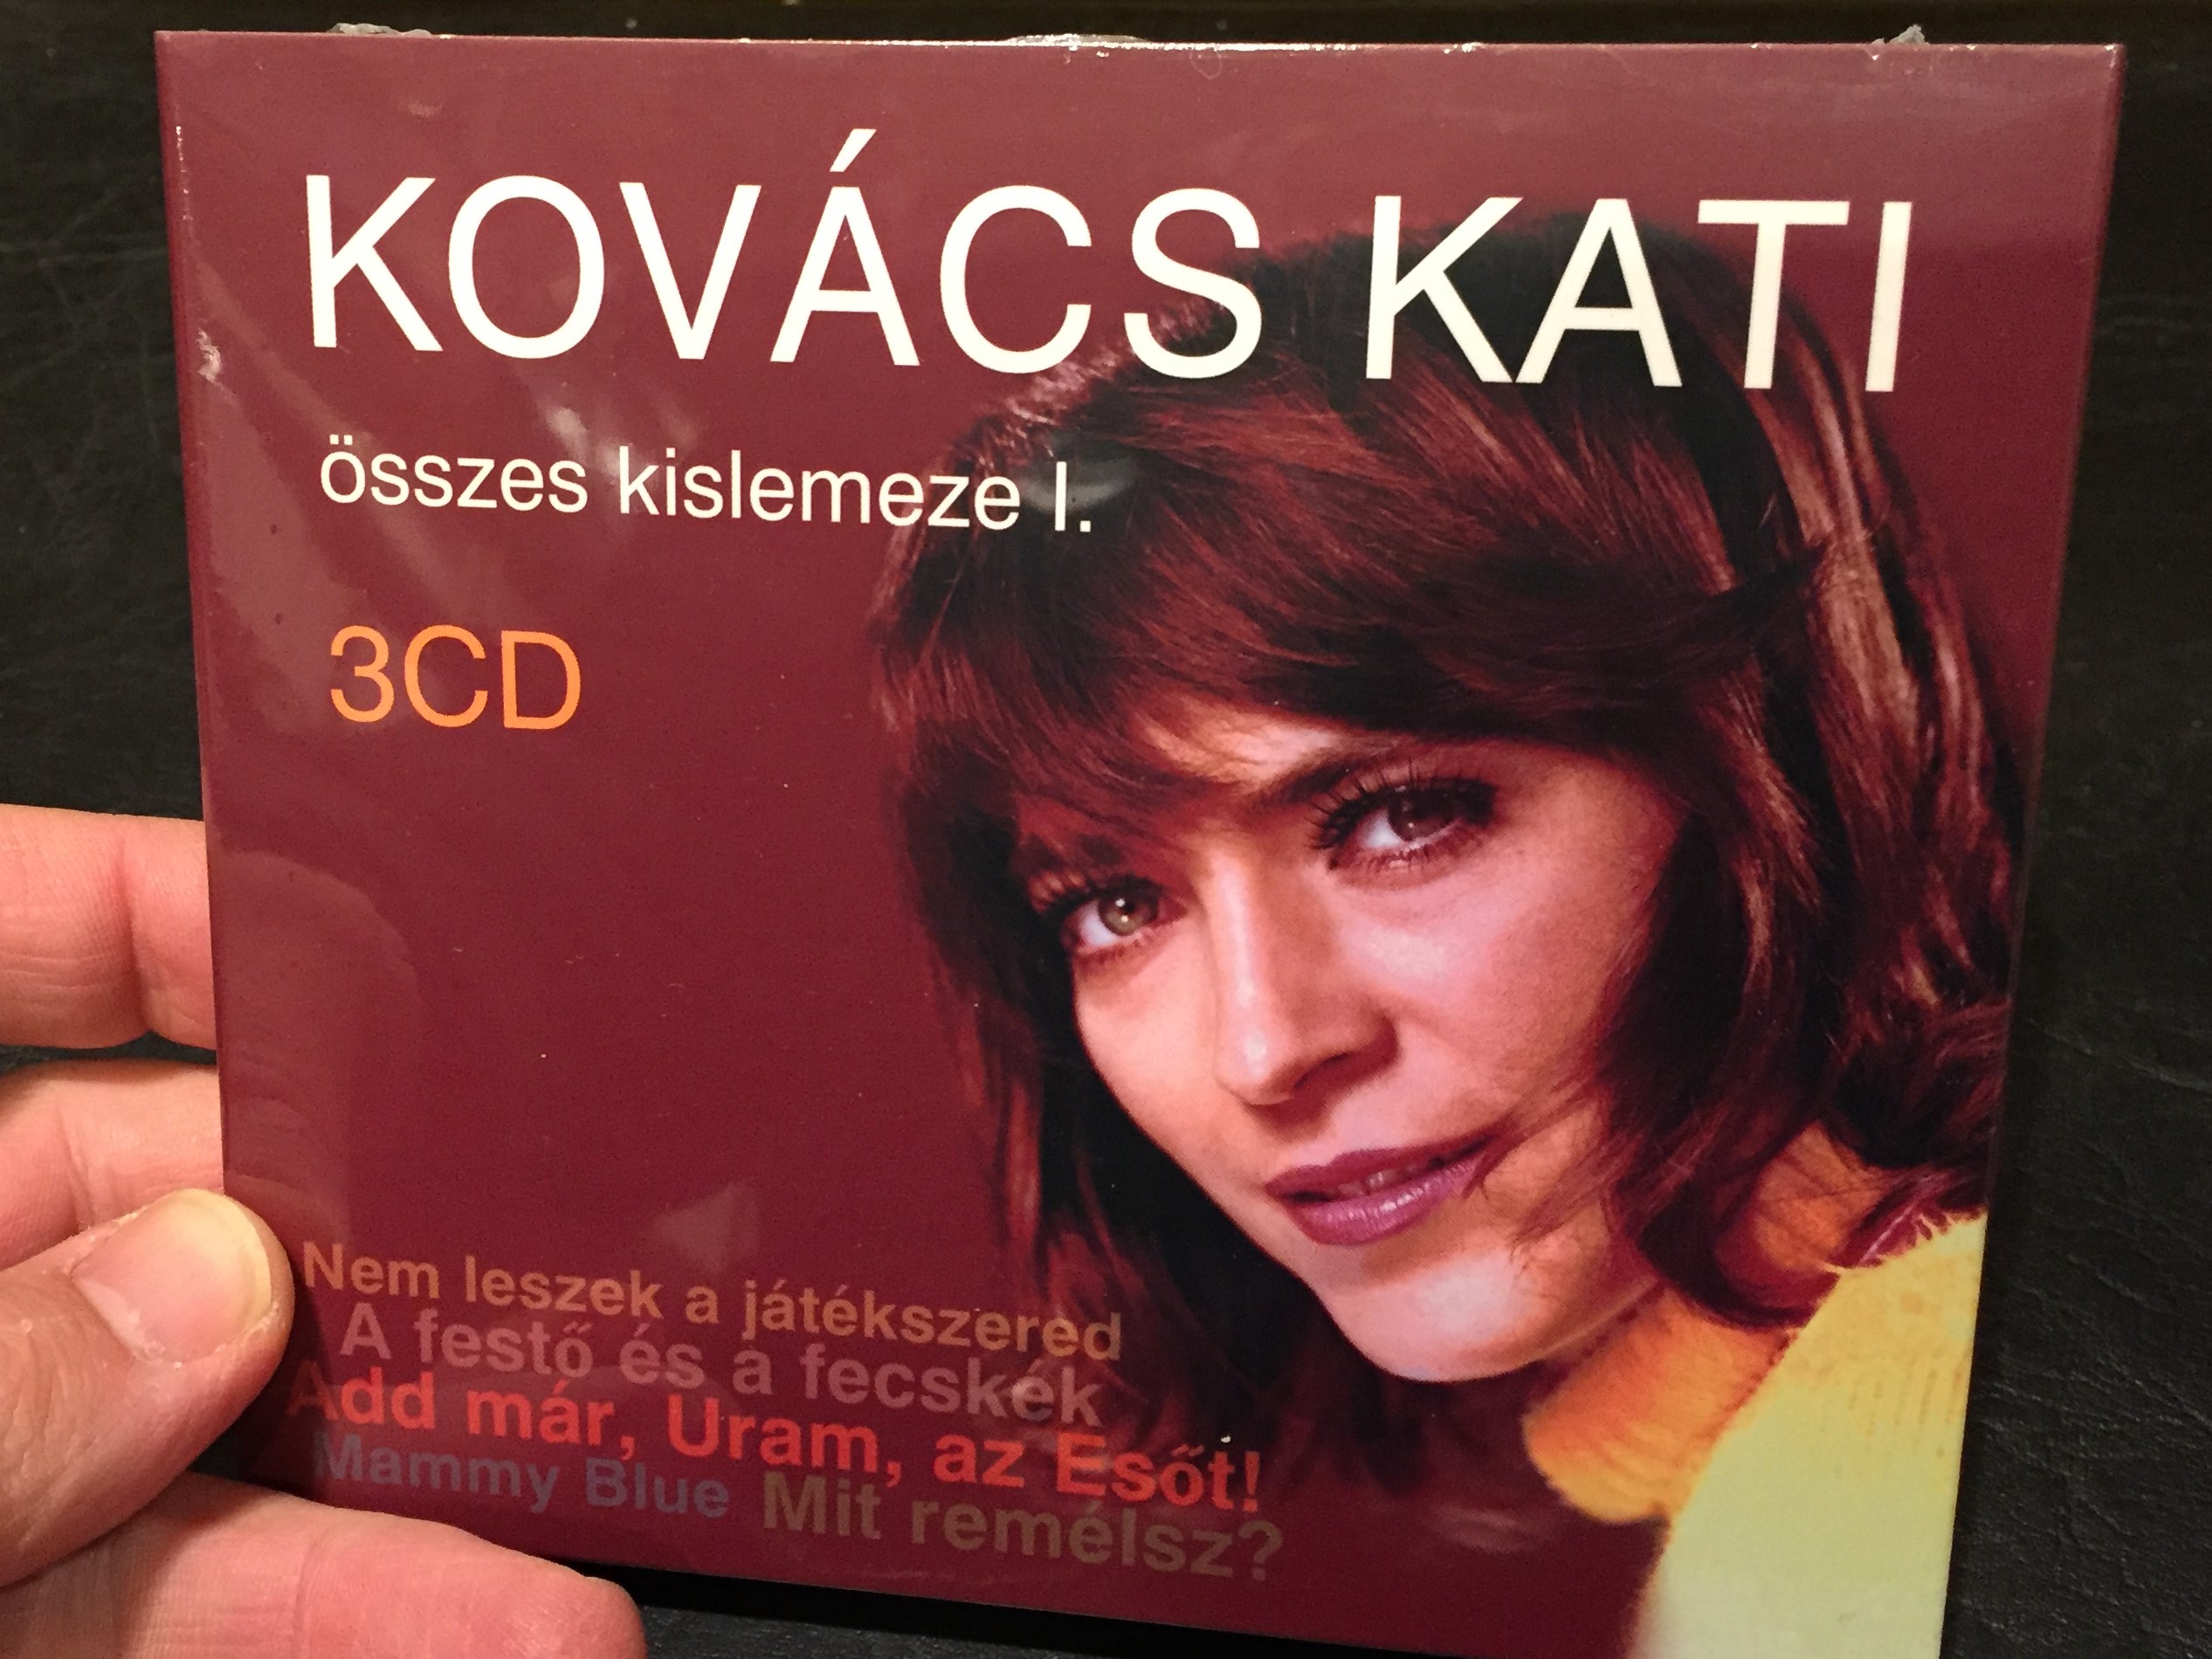 KOVÁCS KATI
összes kislemeze I.
3CD
Nem leszek a játékszered
A festő és a fecskék
Add már, Uram, az Esőt!
Mammy Blue Mit remélsz?